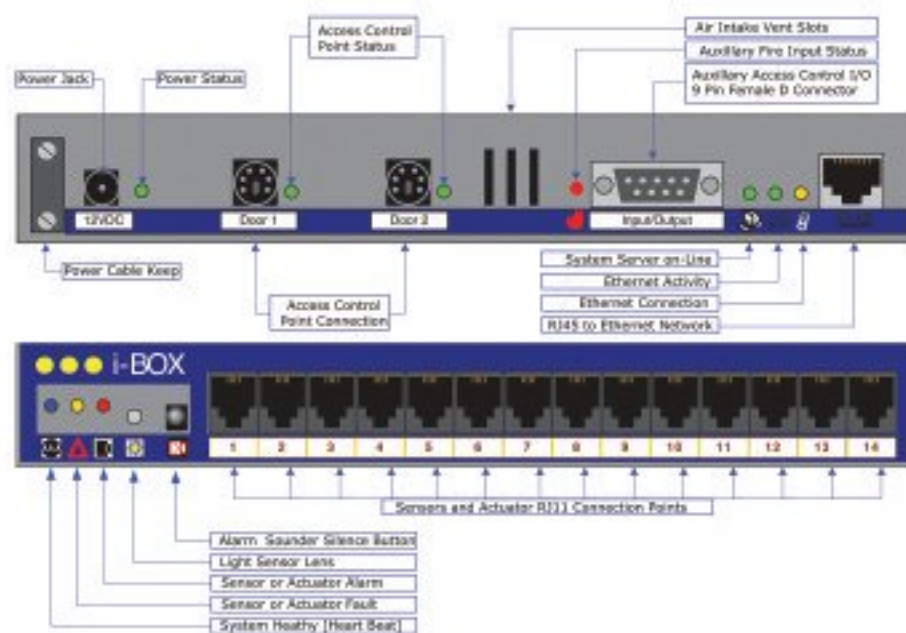 Access Control
Point Status
Air Intake Vent Slots
Auxillary Fire Input Status
Auxillary Access Control I/O
9 Pin Female D Connector
Power Jack
Power Status
12VDC
Door 1
Door 2
Input/Output
Power Cable Keep
Access Control
Point Connection
System Server on-Line
Ethernet Activity
Ethernet Connection
RJ45 to Ethernet Network
i-BOX
1 2 3 4 5 6 7 8 9 10 11 12 13 14
Sensors and Actuator RJ11 Connection Points
Alarm Sounder Silence Button
Light Sensor Lens
Sensor or Actuator Alarm
Sensor or Actuator Fault
System Heathy [Heart Beat]